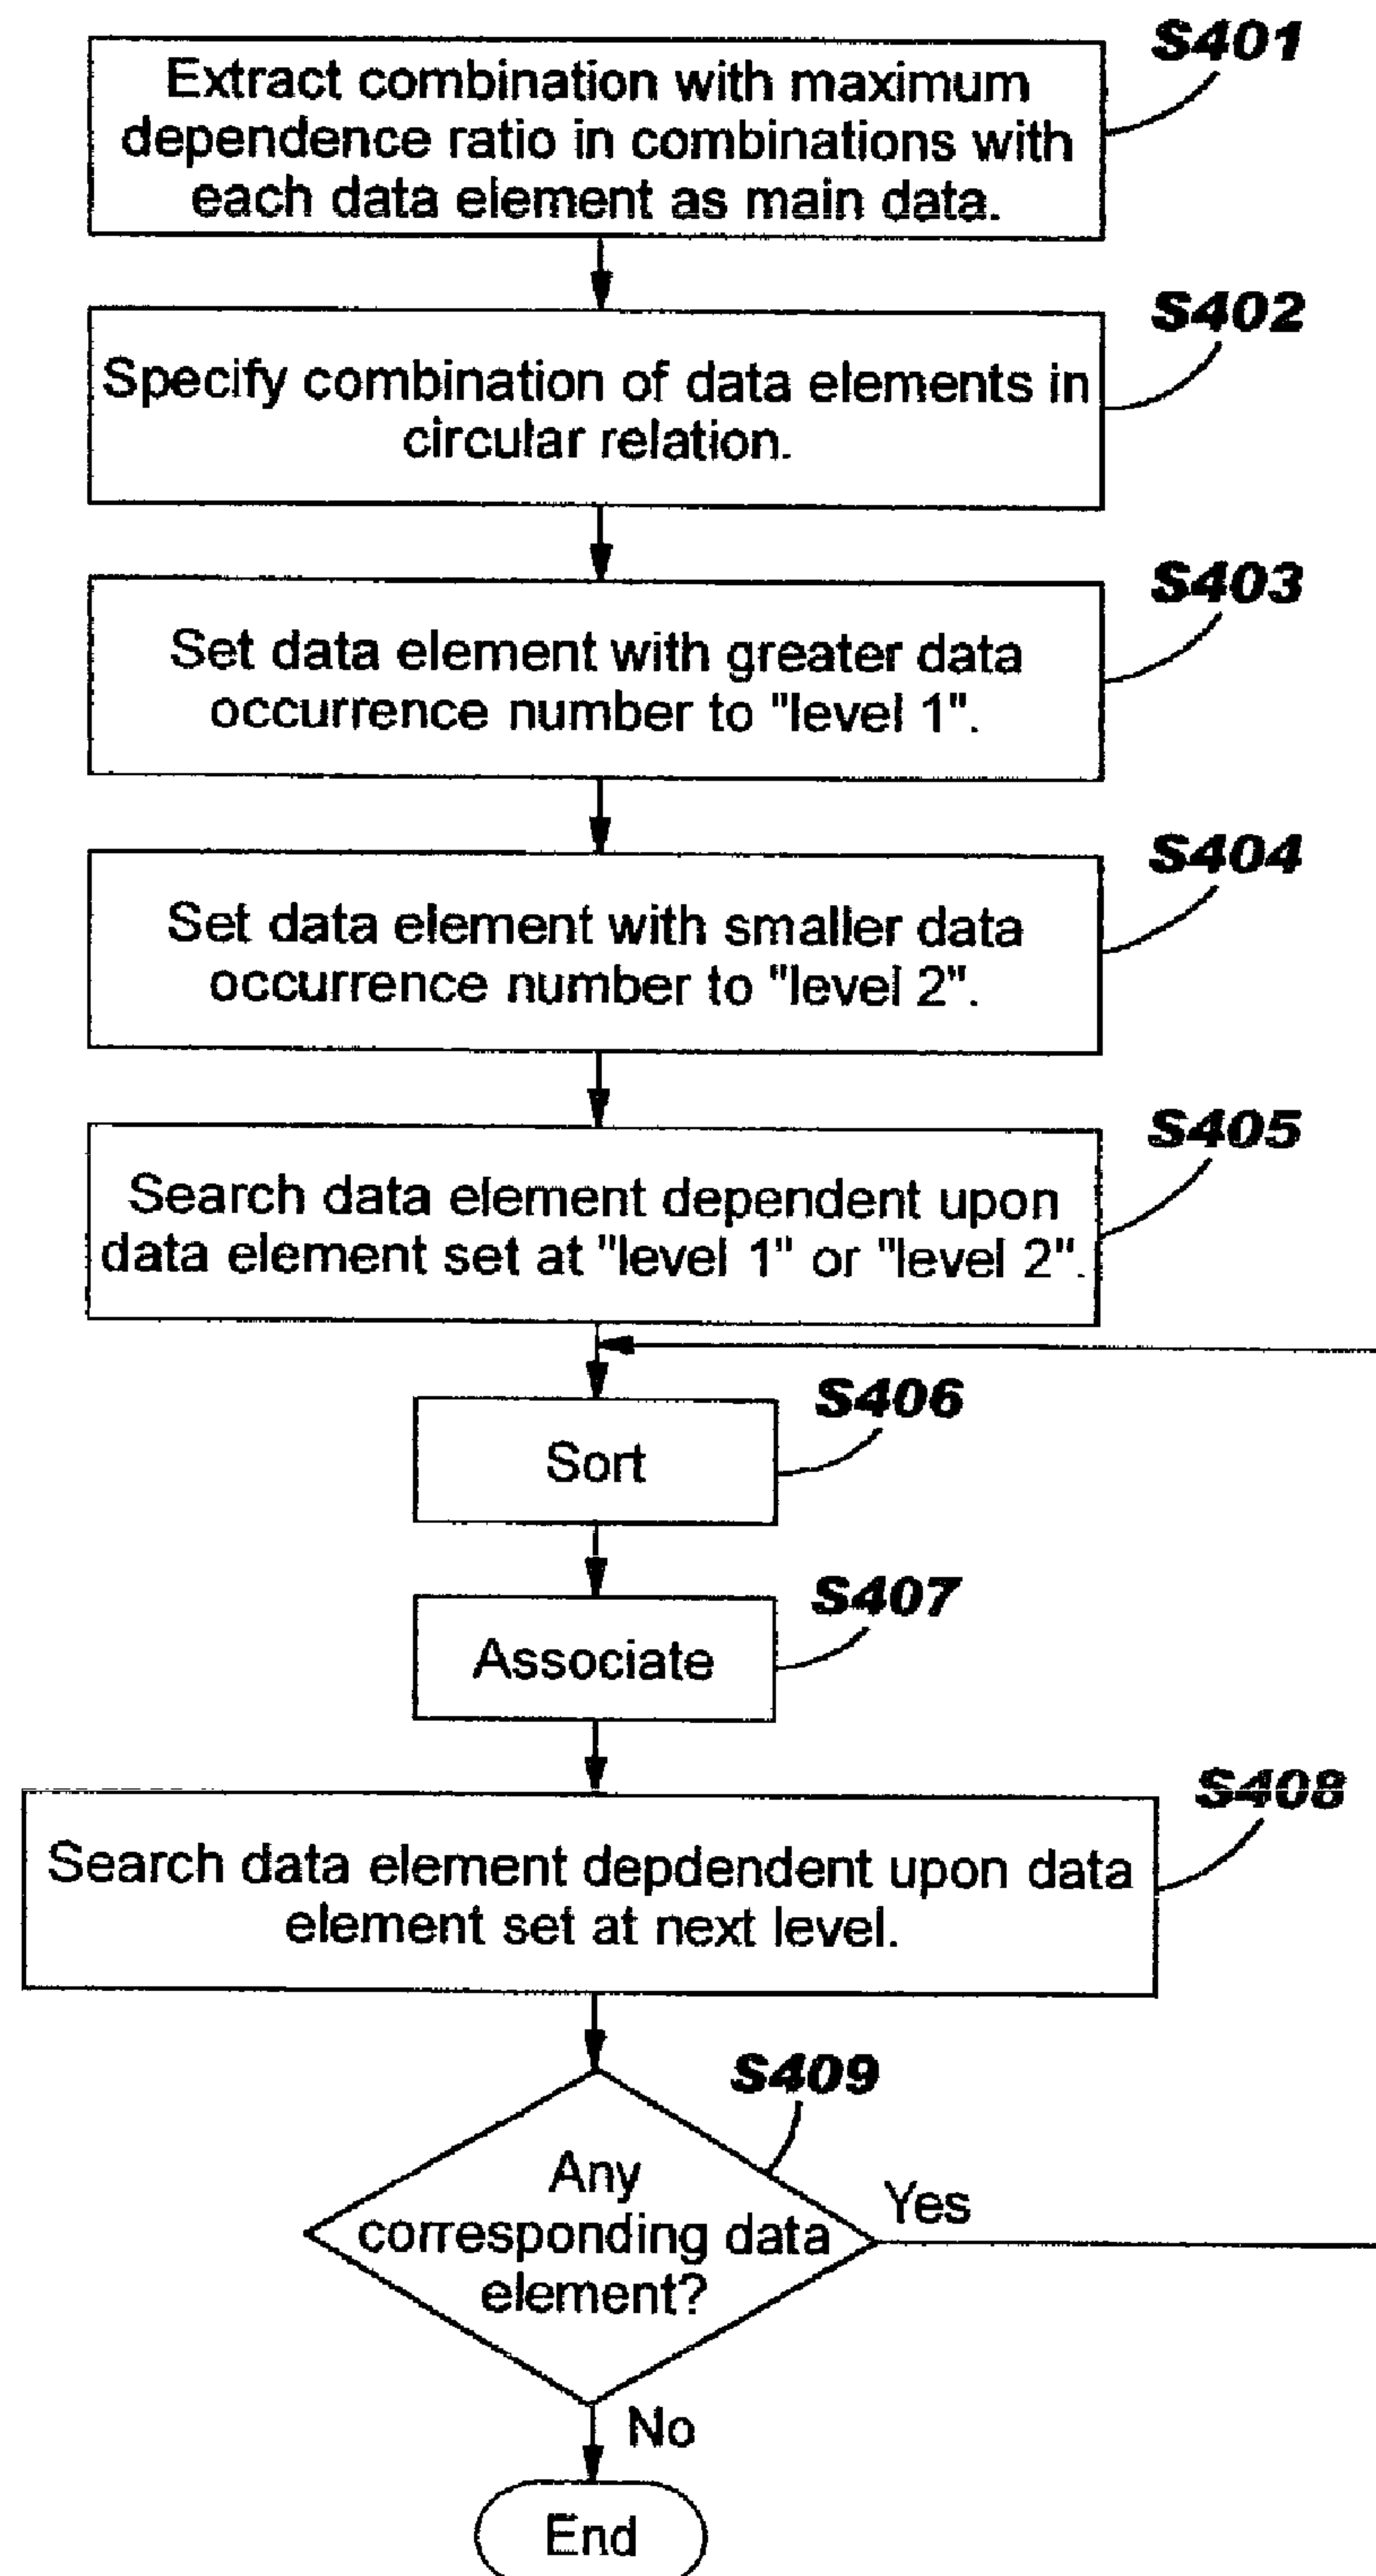 S401
Extract combination with maximum
dependence ratio in combinations with
each data element as main data.
S402
Specify combination of data elements in
circular relation.
S403
Set data element with greater data
occurrence number to "level 1".
S404
Set data element with smaller data
occurrence number to "level 2".
S405
Search data element dependent upon
data element set at "level 1" or "level 2".
S406
Sort
S407
Associate
S408
Search data element depdendent upon data
element set at next level.
S409
Any
corresponding data
element?
Yes
No
End